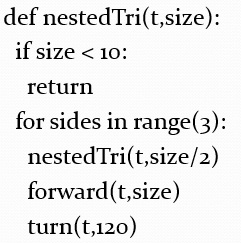 def nestedTri(t,size):
if size < 10:
return
for sides in range(3):
nestedTri(t,size/2)
forward(t,size)
turn(t,120)